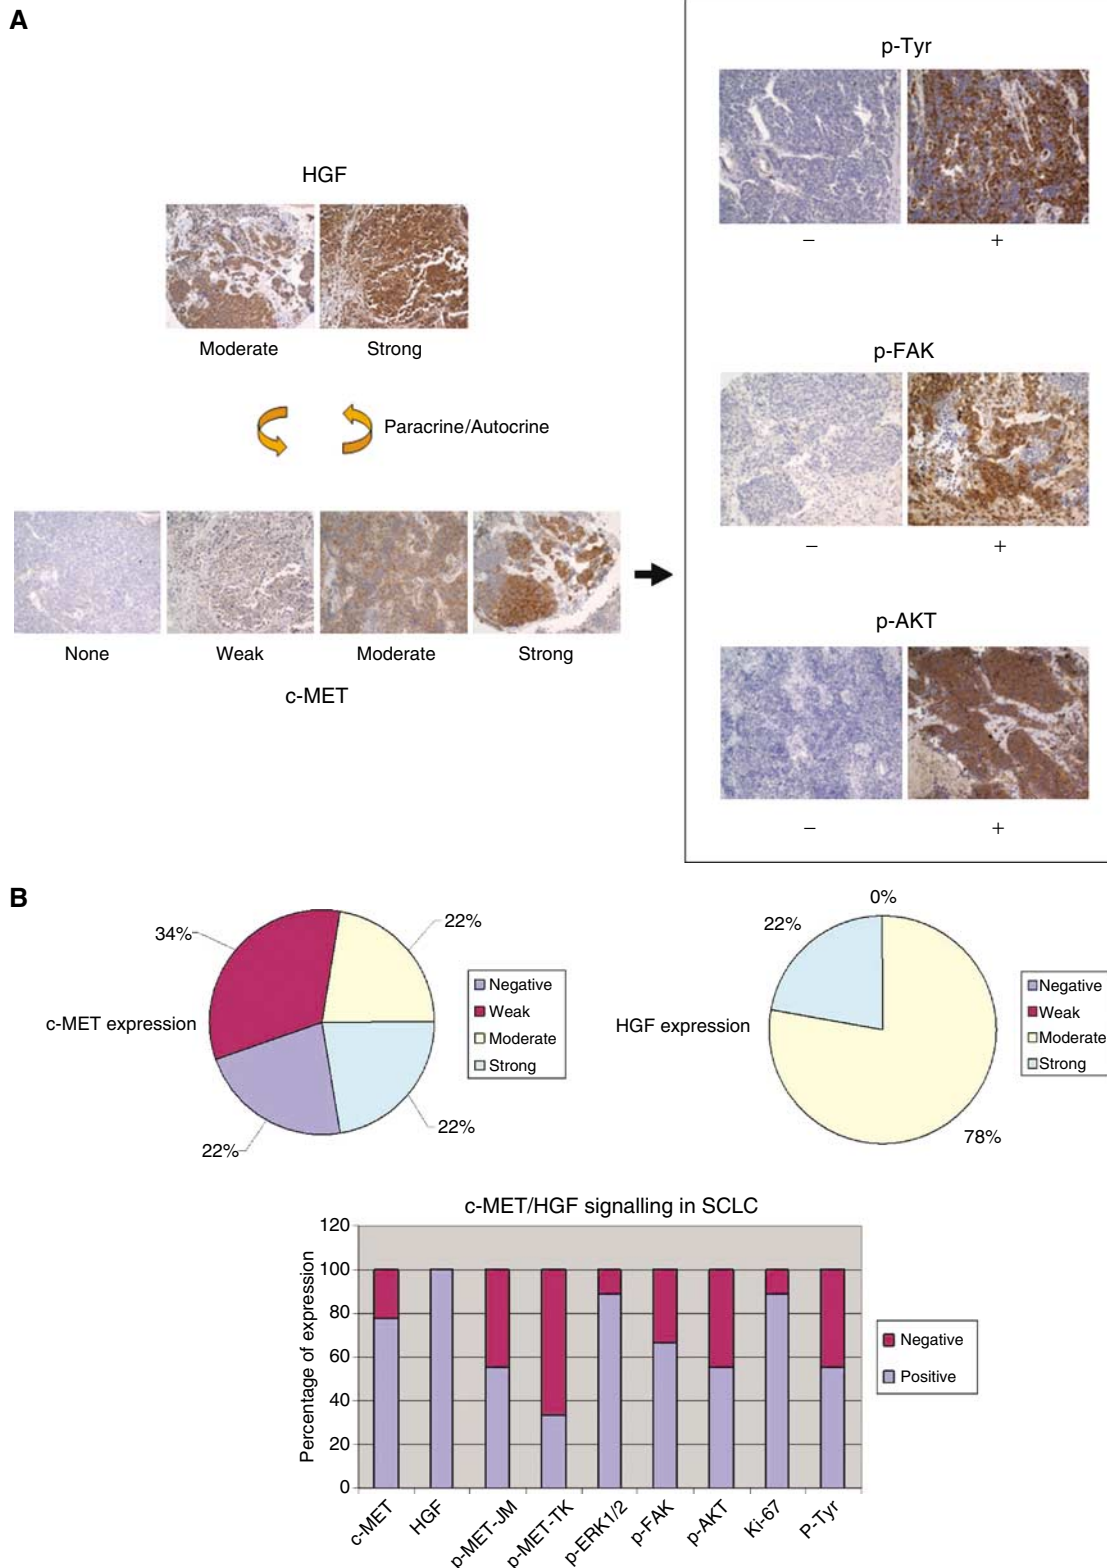 A
HGF
Moderate Strong
Paracrine/Autocrine
None Weak Moderate Strong
c-MET
p-Tyr
− +
p-FAK
− +
p-AKT
− +
B
c-MET expression
34%
22%
22%
22%
Negative
Weak
Moderate
Strong
HGF expression
0%
22%
78%
Negative
Weak
Moderate
Strong
c-MET/HGF signalling in SCLC
Percentage of expression
120
100
80
60
40
20
0
c-MET HGF p-MET-JM p-MET-TK p-ERK1/2 p-FAK p-AKT Ki-67 P-Tyr
Negative
Positive